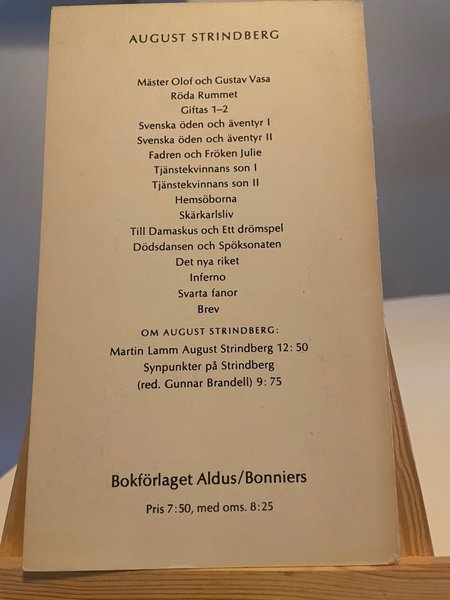 AUGUST STRINDBERG
Mäster Olof och Gustav Vasa
Röda Rummet
Giftas 1–2
Svenska öden och äventyr I
Svenska öden och äventyr II
Fadren och Fröken Julie
Tjänstekvinnans son I
Tjänstekvinnans son II
Hemsöborna
Skärkarlsliv
Till Damaskus och Ett drömspel
Dödsdansen och Spöksonaten
Det nya riket
Inferno
Svarta fanor
Brev
OM AUGUST STRINDBERG:
Martin Lamm August Strindberg 12: 50
Synpunkter på Strindberg
(red. Gunnar Brandell) 9: 75
Bokförlaget Aldus/Bonniers
Pris 7:50, med oms. 8:25